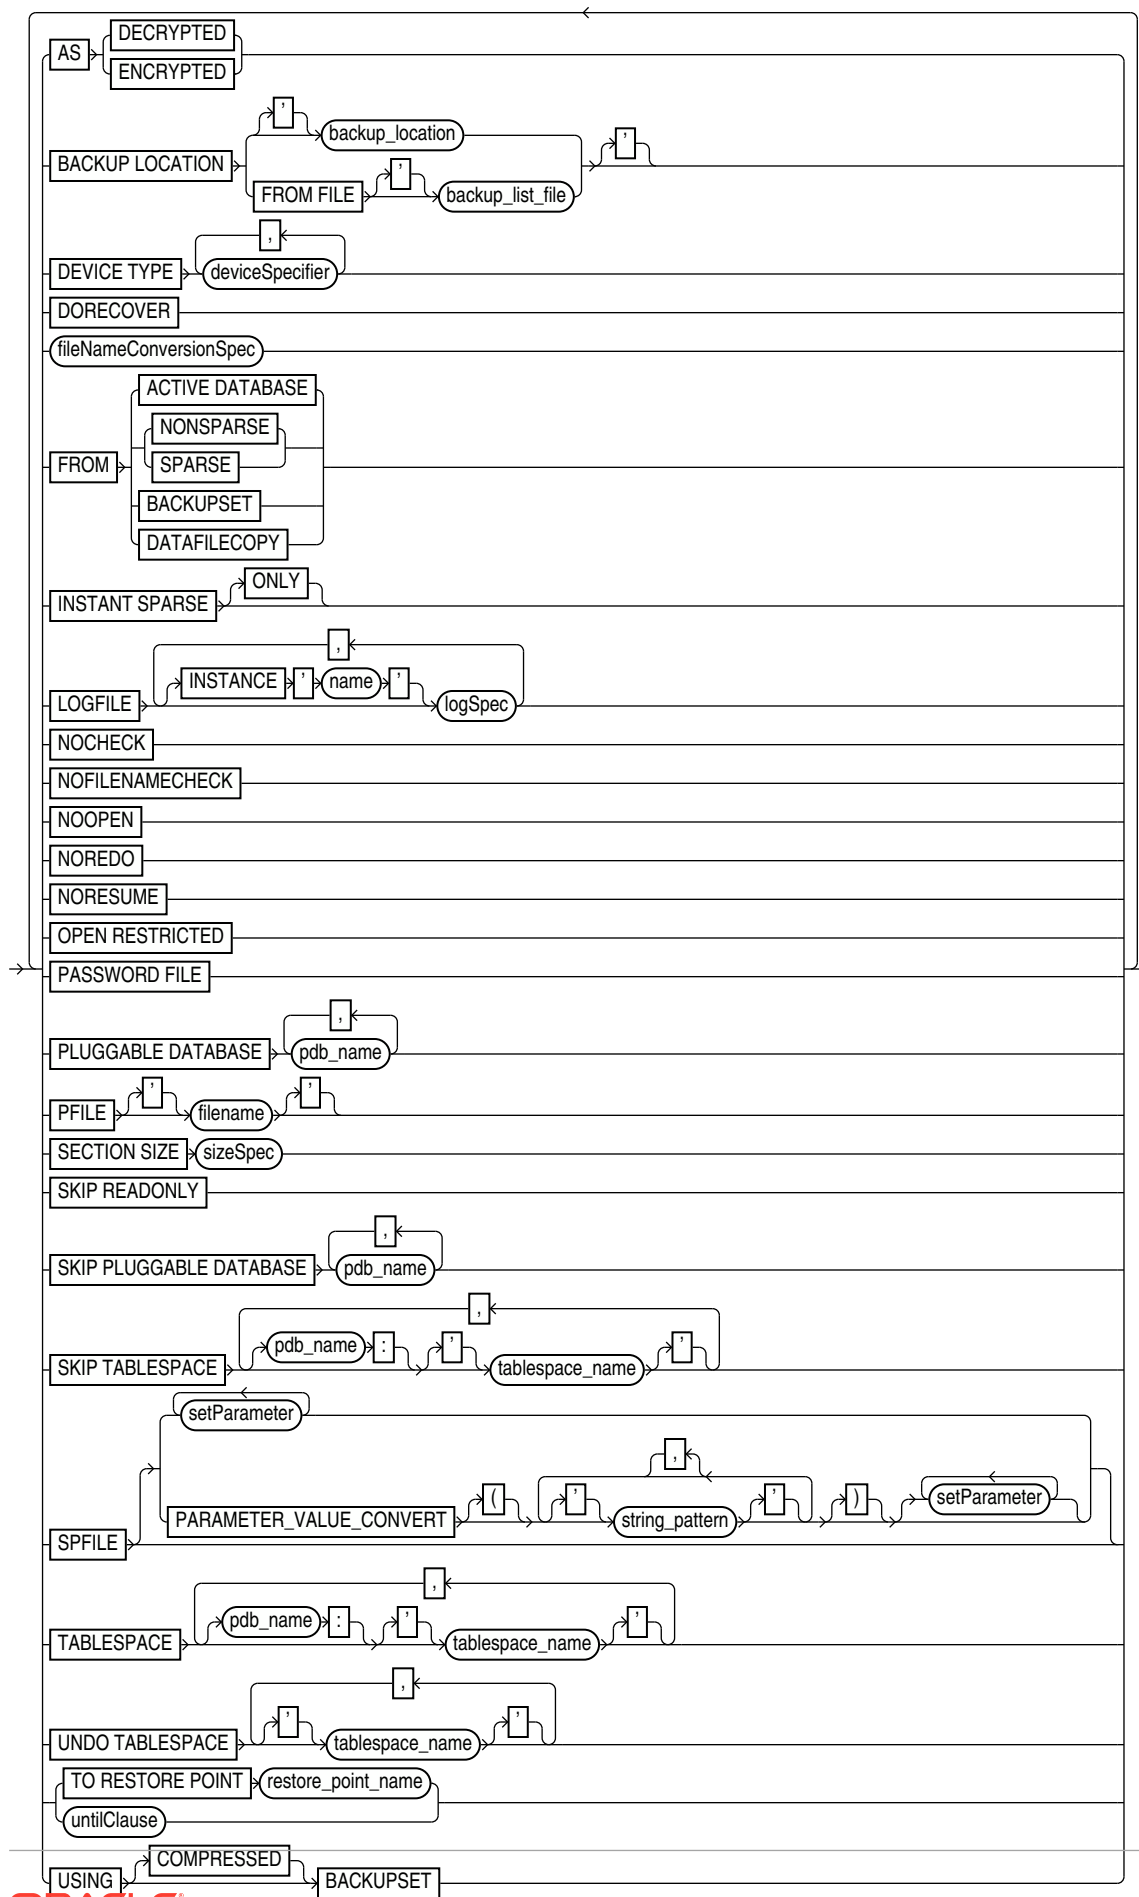 DECRYPTED
AS
ENCRYPTED
'
backup_location
'
BACKUP LOCATION
'
FROM FILE backup_list_file
,
DEVICE TYPE deviceSpecifier
DORECOVER
fileNameConversionSpec
ACTIVE DATABASE
NONSPARSE
FROM SPARSE
BACKUPSET
DATAFILECOPY
ONLY
INSTANT SPARSE
,
INSTANCE ' name '
LOGFILE logSpec
NOCHECK
NOFILENAMECHECK
NOOPEN
NOREDO
NORESUME
OPEN RESTRICTED
PASSWORD FILE
,
PLUGGABLE DATABASE pdb_name
' '
PFILE filename
SECTION SIZE sizeSpec
SKIP READONLY
,
SKIP PLUGGABLE DATABASE pdb_name
,
pdb_name : ' '
SKIP TABLESPACE tablespace_name
setParameter
,
( ' ' ) setParameter
PARAMETER_VALUE_CONVERT string_pattern
SPFILE
,
pdb_name : ' '
TABLESPACE tablespace_name
,
' '
UNDO TABLESPACE tablespace_name
TO RESTORE POINT restore_point_name
untilClause
COMPRESSED
USING BACKUPSET
ORACLE